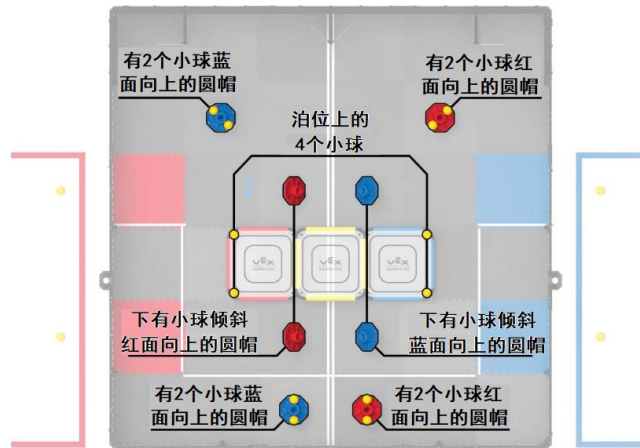 有2个小球蓝
面向上的圆帽
有2个小球红
面向上的圆帽
泊位上的
4个小球
VEX
VEX
VEX
下有小球倾斜
红面向上的圆帽
下有小球倾斜
蓝面向上的圆帽
有2个小球蓝
面向上的圆帽
有2个小球红
面向上的圆帽